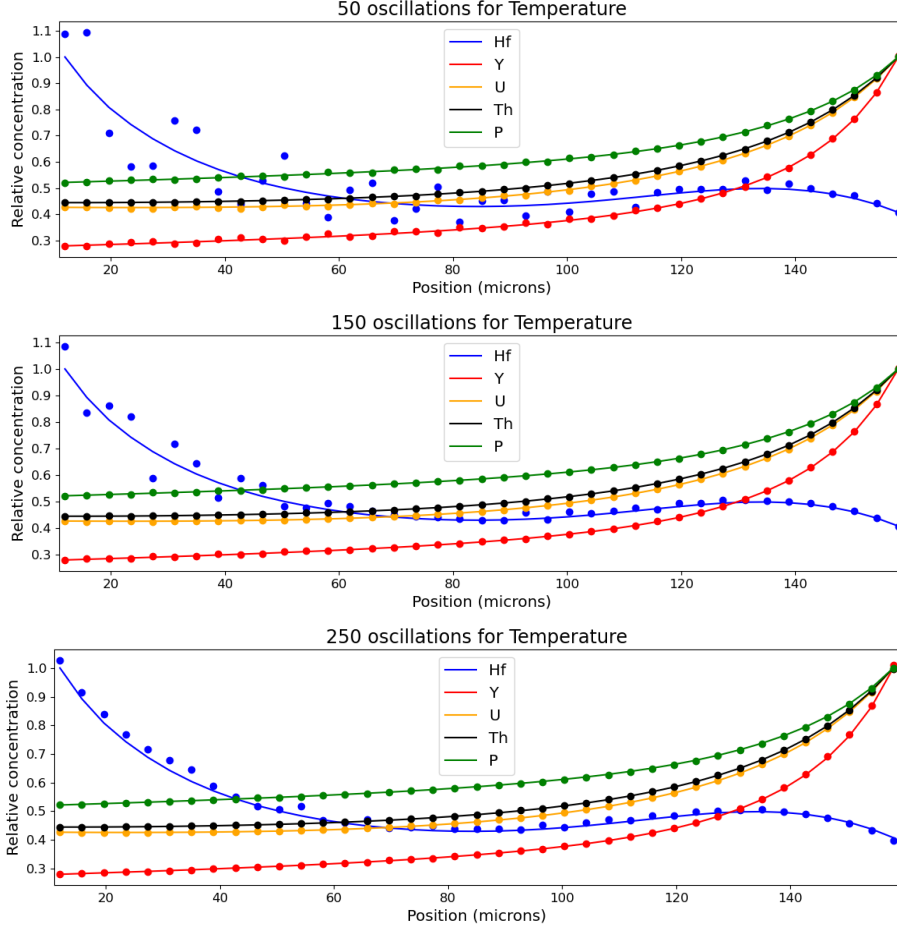 50 oscillations for Temperature
Relative concentration
1.1
1.0
0.9
0.8
0.7
0.6
0.5
0.4
0.3
Hf
Y
U
Th
P
20
40
60
80
100
120
140
Position (microns)
150 oscillations for Temperature
Relative concentration
1.1
1.0
0.9
0.8
0.7
0.6
0.5
0.4
0.3
Hf
Y
U
Th
P
20
40
60
80
100
120
140
Position (microns)
250 oscillations for Temperature
Relative concentration
1.0
0.9
0.8
0.7
0.6
0.5
0.4
0.3
Hf
Y
U
Th
P
20
40
60
80
100
120
140
Position (microns)